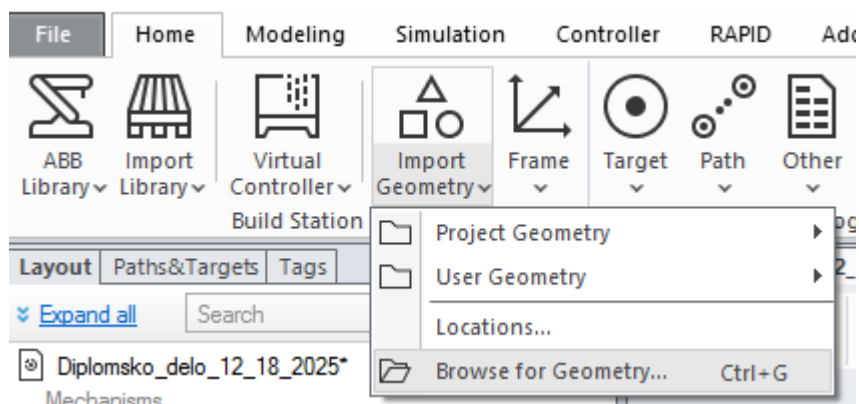 File Home Modeling Simulation Controller RAPID
ABB Library Import Library Virtual Controller Import Geometry Frame Target Path Other
Build Station
Project Geometry
User Geometry
Locations...
Browse for Geometry... Ctrl+G
Layout Paths&Targets Tags
Expand all Search
Diplomsko_delo_12_18_2025*
Mechanisms